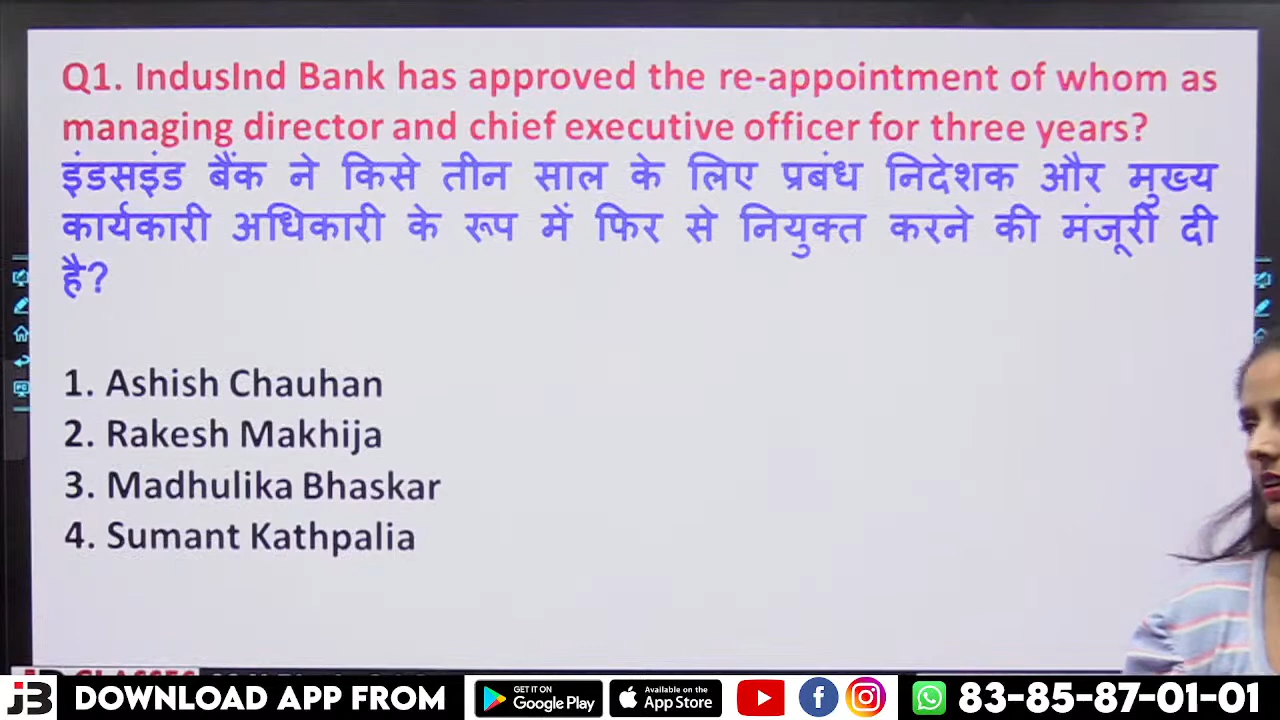 Q1. IndusInd Bank has approved the re-appointment of whom as
managing director and chief executive officer for three years?
इंडसइंड बैंक ने किसे तीन साल के लिए प्रबंध निदेशक और मुख्य
कार्यकारी अधिकारी के रूप में फिर से नियुक्त करने की मंजूरी दी
है?
1. Ashish Chauhan
2. Rakesh Makhija
3. Madhulika Bhaskar
4. Sumant Kathpalia
JB DOWNLOAD APP FROM GET IT ON Google Play Available on the App Store 83-85-87-01-01